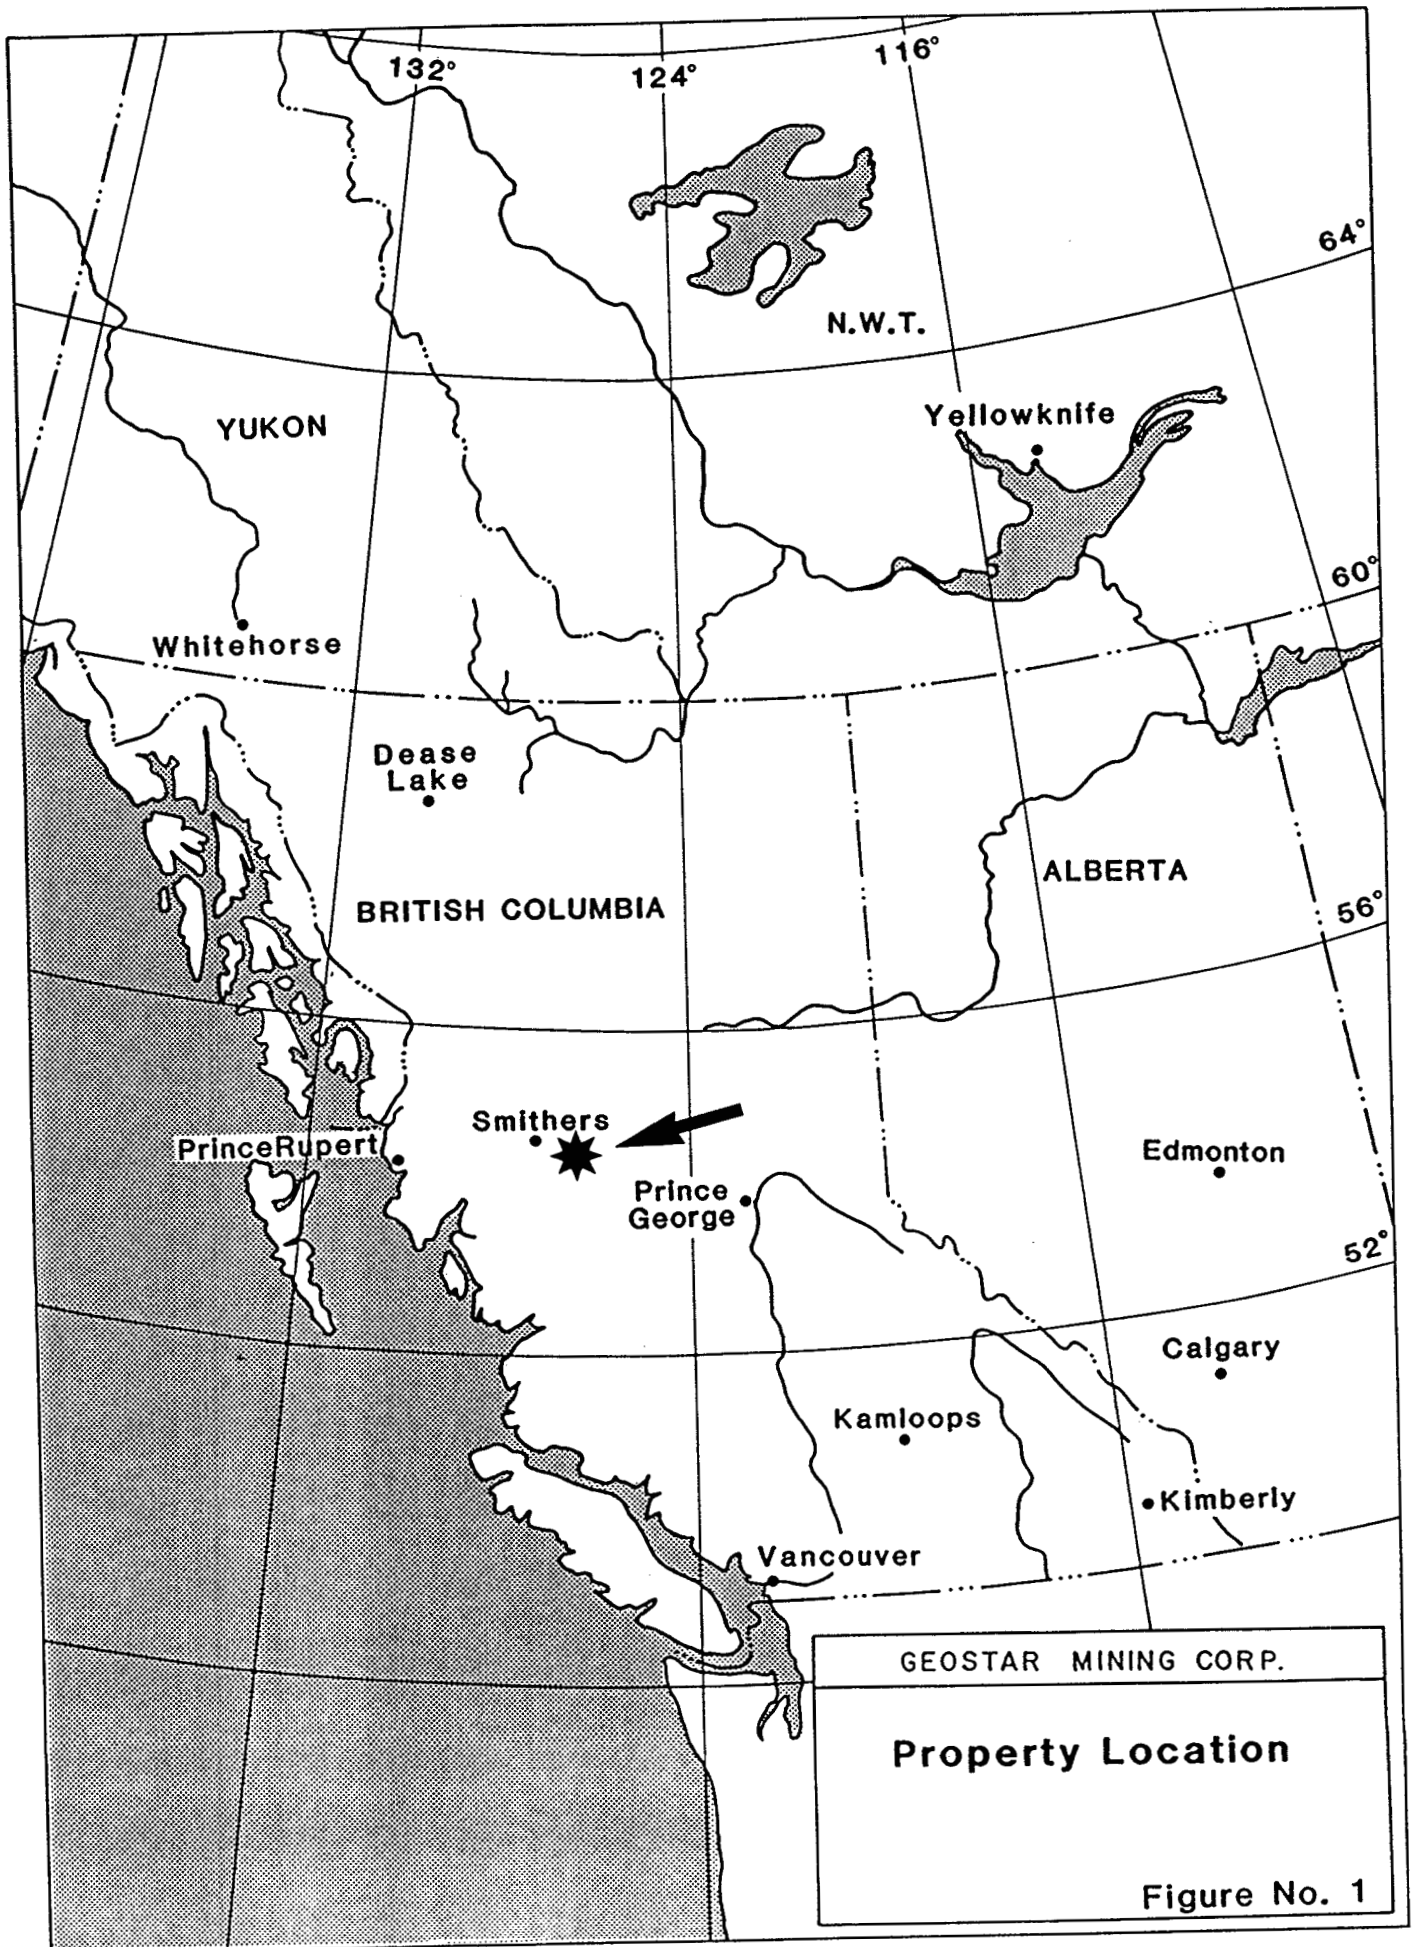 132°
124°
116°
64°
N.W.T.
Yellowknife
YUKON
60°
Whitehorse
Dease
Lake
ALBERTA
56°
BRITISH COLUMBIA
Smithers
PrinceRupert
Edmonton
Prince
George
52°
Calgary
Kamloops
Kimberly
Vancouver
GEOSTAR MINING CORP.
Property Location
Figure No. 1